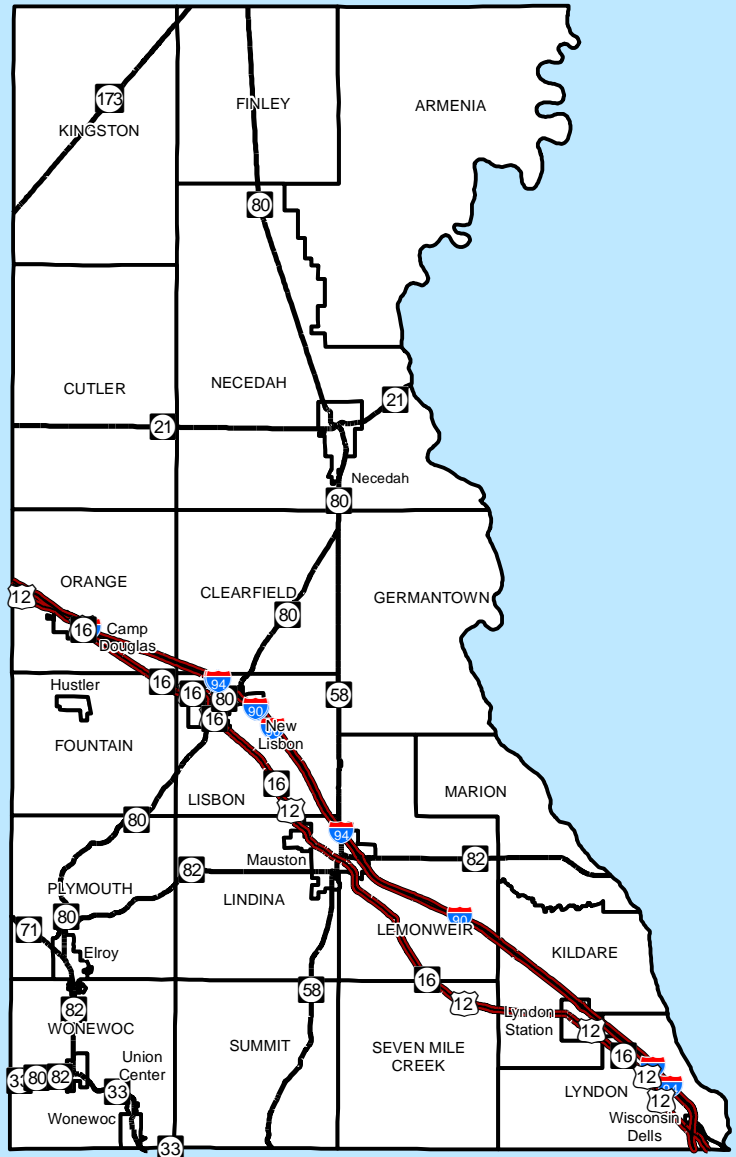 173
FINLEY
ARMENIA
KINGSTON
80
CUTLER
NECEDAH
21
21
Necedah
80
ORANGE
CLEARFIELD
GERMANTOWN
12
80
16
Camp
Douglas
Hustler
16
94
16
80
58
90
16
New
Lisbon
FOUNTAIN
16
MARION
LISBON
12
80
94
Mauston
82
82
PLYMOUTH
LINDINA
80
90
71
LEMONWEIR
Elroy
KILDARE
16
58
12
82
Lyndon
Station
WONEWOC
12
SUMMIT
SEVEN MILE
CREEK
Union
Center
16
80
82
12
33
LYNDON
12
Wonewoc
Wisconsin
Dells
33